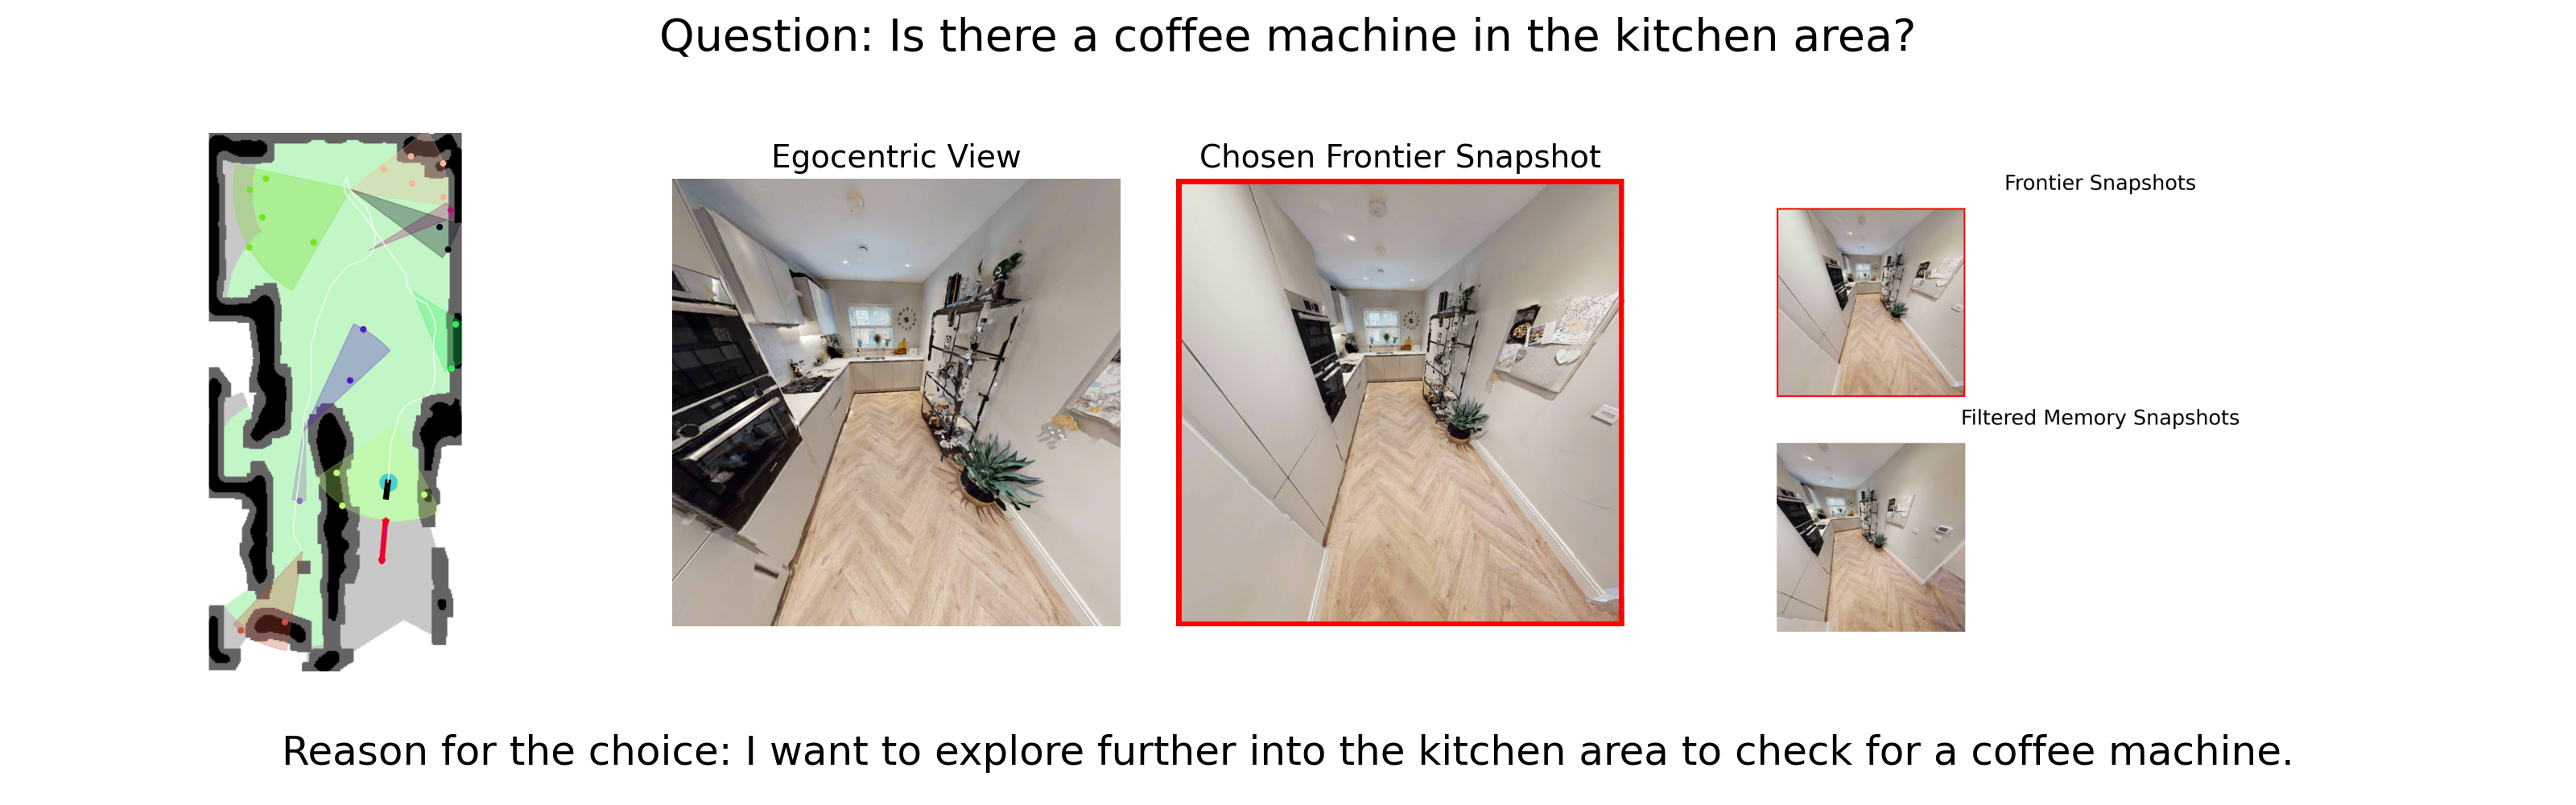 Question: Is there a coffee machine in the kitchen area?
Egocentric View
Chosen Frontier Snapshot
Frontier Snapshots
Filtered Memory Snapshots
Reason for the choice: I want to explore further into the kitchen area to check for a coffee machine.